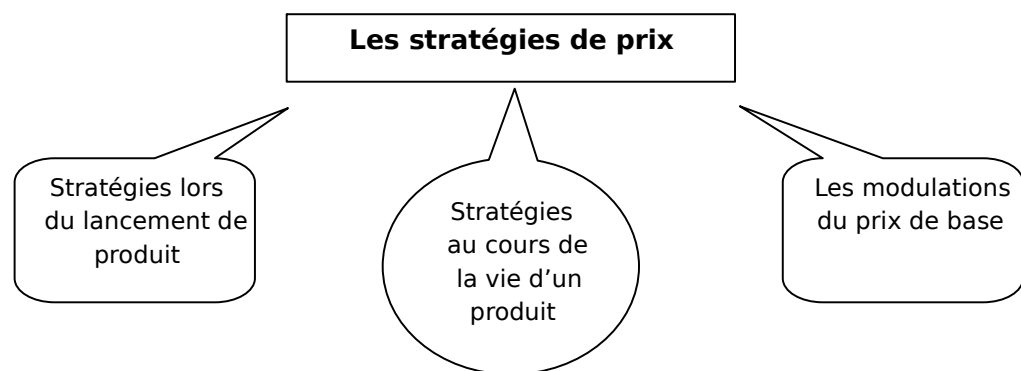 Les stratégies de prix
Stratégies lors
du lancement de
produit
Stratégies
au cours de
la vie d’un
produit
Les modulations
du prix de base